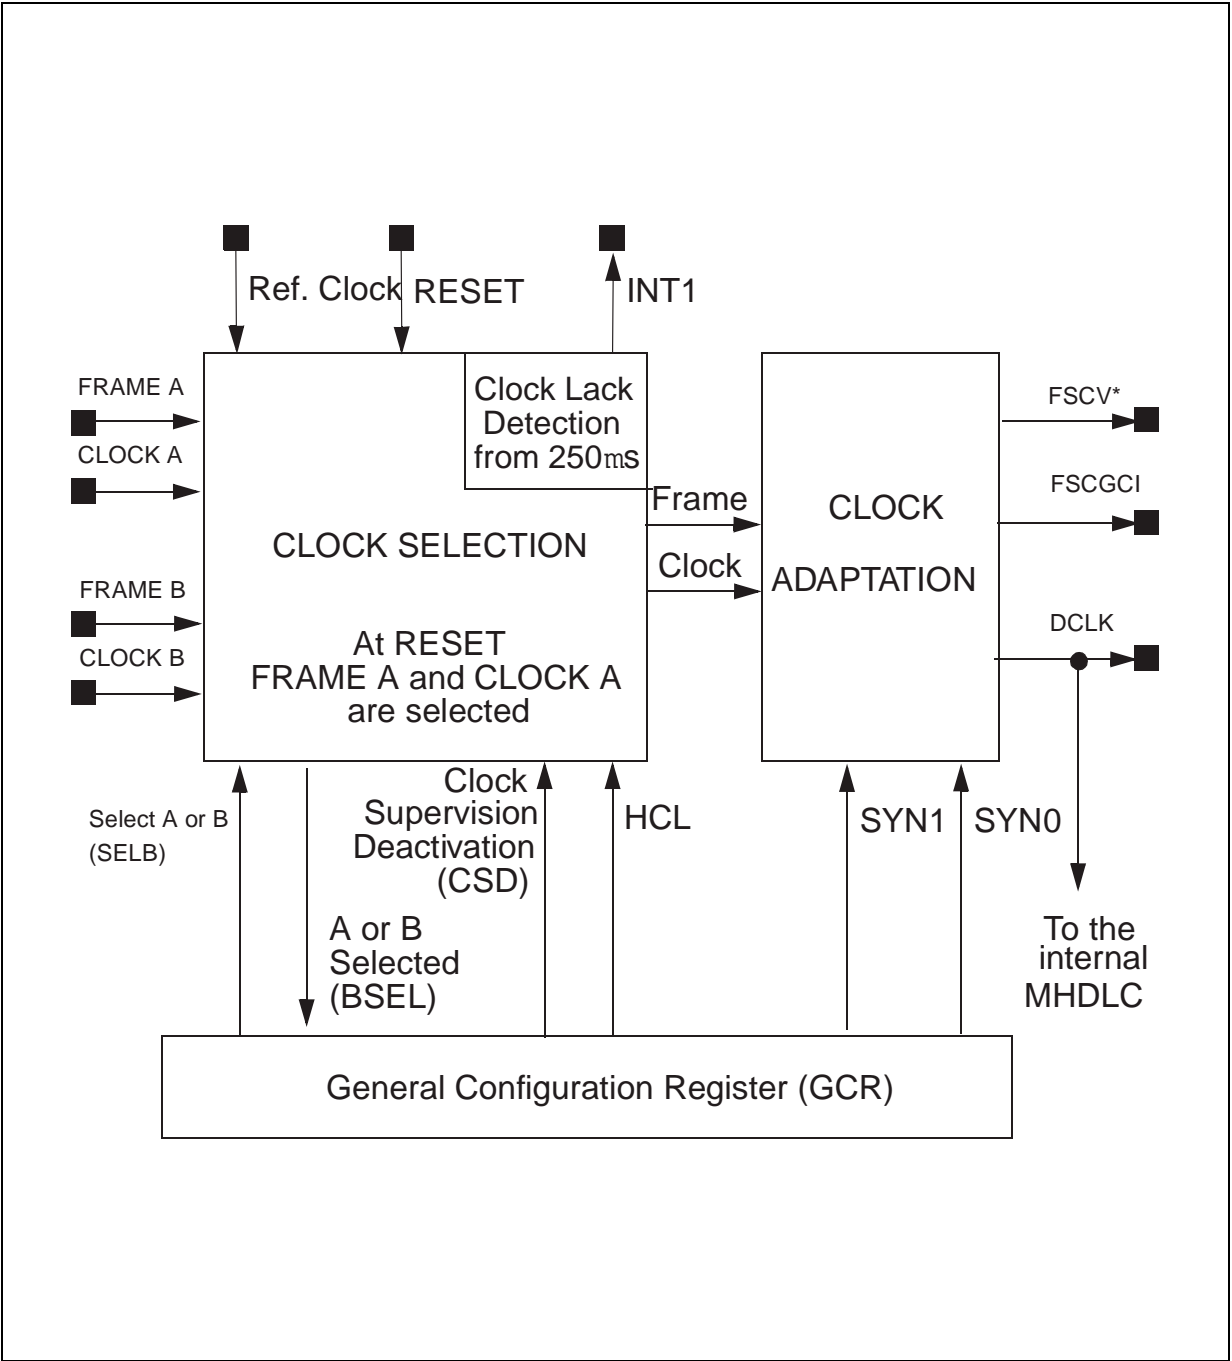 Ref. Clock
RESET
INT1
FRAME A
CLOCK A
FRAME B
CLOCK B
Clock Lack
Detection
from 250ms
CLOCK SELECTION
At RESET
FRAME A and CLOCK A
are selected
Frame
Clock
CLOCK
ADAPTATION
FSCV*
FSCGCI
DCLK
Select A or B
(SELB)
A or B
Selected
(BSEL)
Clock
Supervision
Deactivation
(CSD)
HCL
SYN1
SYN0
To the
internal
MHDLC
General Configuration Register (GCR)